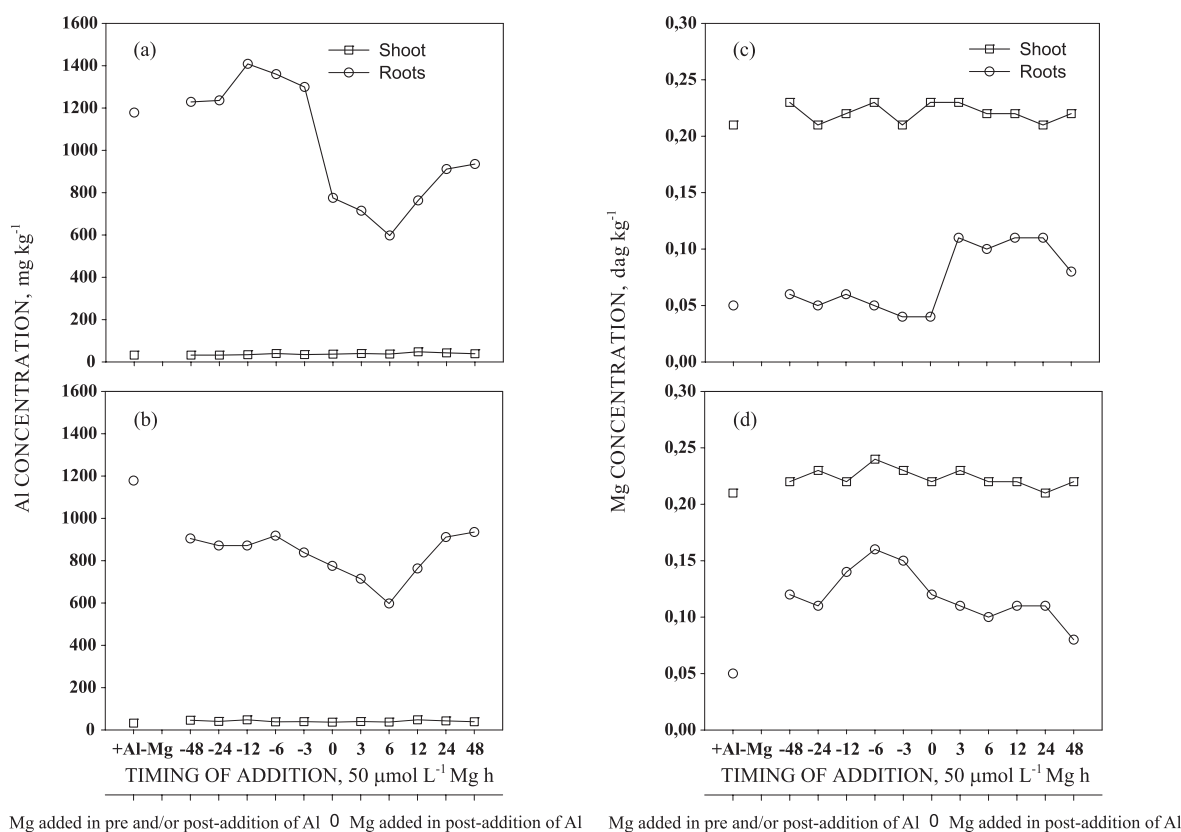 (a)
Shoot
Roots
1600
1400
1200
1000
800
600
400
200
0
(c)
Shoot
Roots
0,30
0,25
0,20
0,15
0,10
0,05
0,00
Al CONCENTRATION, mg kg-1
Mg CONCENTRATION, dag kg-1
(b)
1600
1400
1200
1000
800
600
400
200
0
+Al-Mg -48 -24 -12 -6 -3 0 3 6 12 24 48
TIMING OF ADDITION, 50 µmol L-1 Mg h
Mg added in pre and/or post-addition of Al 0 Mg added in post-addition of Al
(d)
0,30
0,25
0,20
0,15
0,10
0,05
0,00
+Al-Mg -48 -24 -12 -6 -3 0 3 6 12 24 48
TIMING OF ADDITION, 50 µmol L-1 Mg h
Mg added in pre and/or post-addition of Al 0 Mg added in post-addition of Al